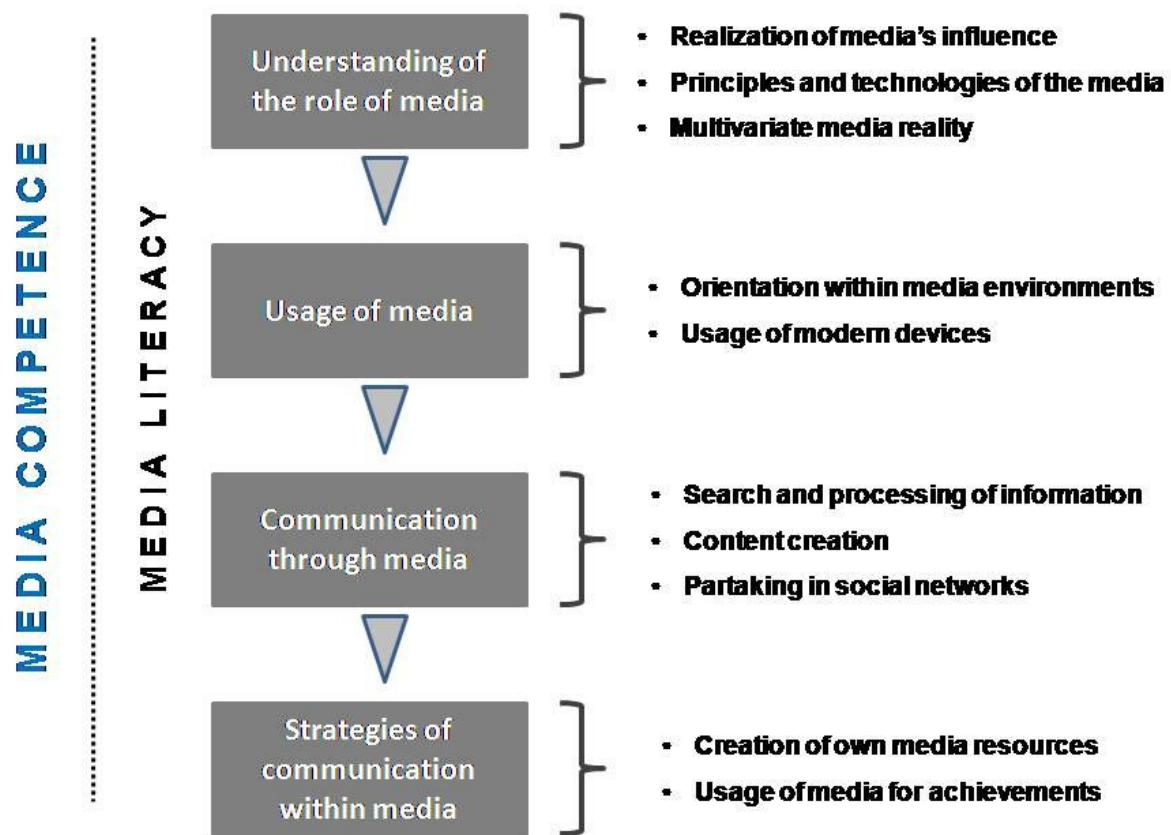 MEDIA COMPETENCE
MEDIA LITERACY
Understanding of
the role of media
• Realization of media's influence
• Principles and technologies of the media
• Multivariate media reality
Usage of media
• Orientation within media environments
• Usage of modern devices
Communication
through media
• Search and processing of information
• Content creation
• Partaking in social networks
Strategies of
communication
within media
• Creation of own media resources
• Usage of media for achievements